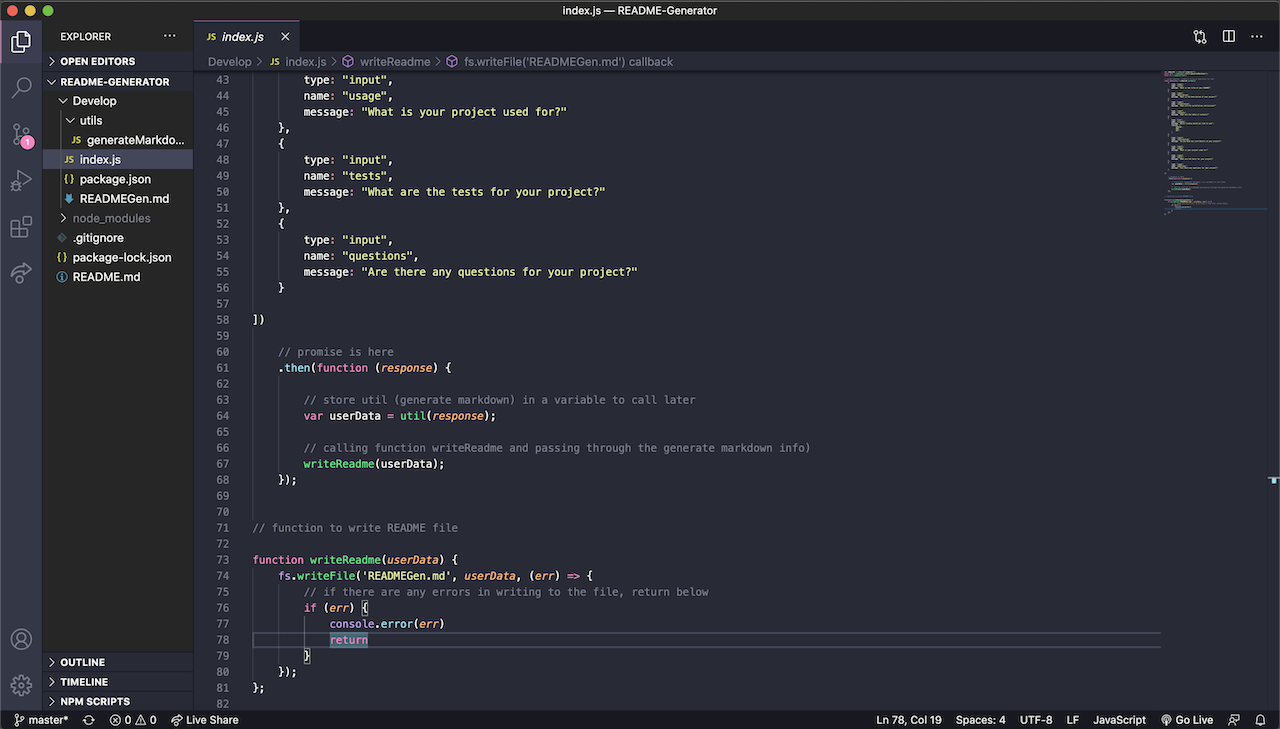 index.js — README-Generator
EXPLORER
OPEN EDITORS
README-GENERATOR
Develop
utils
JS generateMarkdo...
JS index.js
{} package.json
READMEGen.md
node_modules
.gitignore
{} package-lock.json
README.md
OUTLINE
TIMELINE
NPM SCRIPTS
1
JS index.js
Develop > JS index.js > writeReadme > fs.writeFile('READMEGen.md') callback
43 type: "input",
44 name: "usage",
45 message: "What is your project used for?"
46 },
47 {
48 type: "input",
49 name: "tests",
50 message: "What are the tests for your project?"
51 },
52 {
53 type: "input",
54 name: "questions",
55 message: "Are there any questions for your project?"
56 }
57
58 ])
59
60 // promise is here
61 .then(function (response) {
62
63 // store util (generate markdown) in a variable to call later
64 var userData = util(response);
65
66 // calling function writeReadme and passing through the generate markdown info)
67 writeReadme(userData);
68 });
69
70
71 // function to write README file
72
73 function writeReadme(userData) {
74 fs.writeFile('READMEGen.md', userData, (err) => {
75 // if there are any errors in writing to the file, return below
76 if (err) {
77 console.error(err)
78 return
79 }
80 });
81 };
82
master* 0 0 Live Share Ln 78, Col 19 Spaces: 4 UTF-8 LF JavaScript Go Live